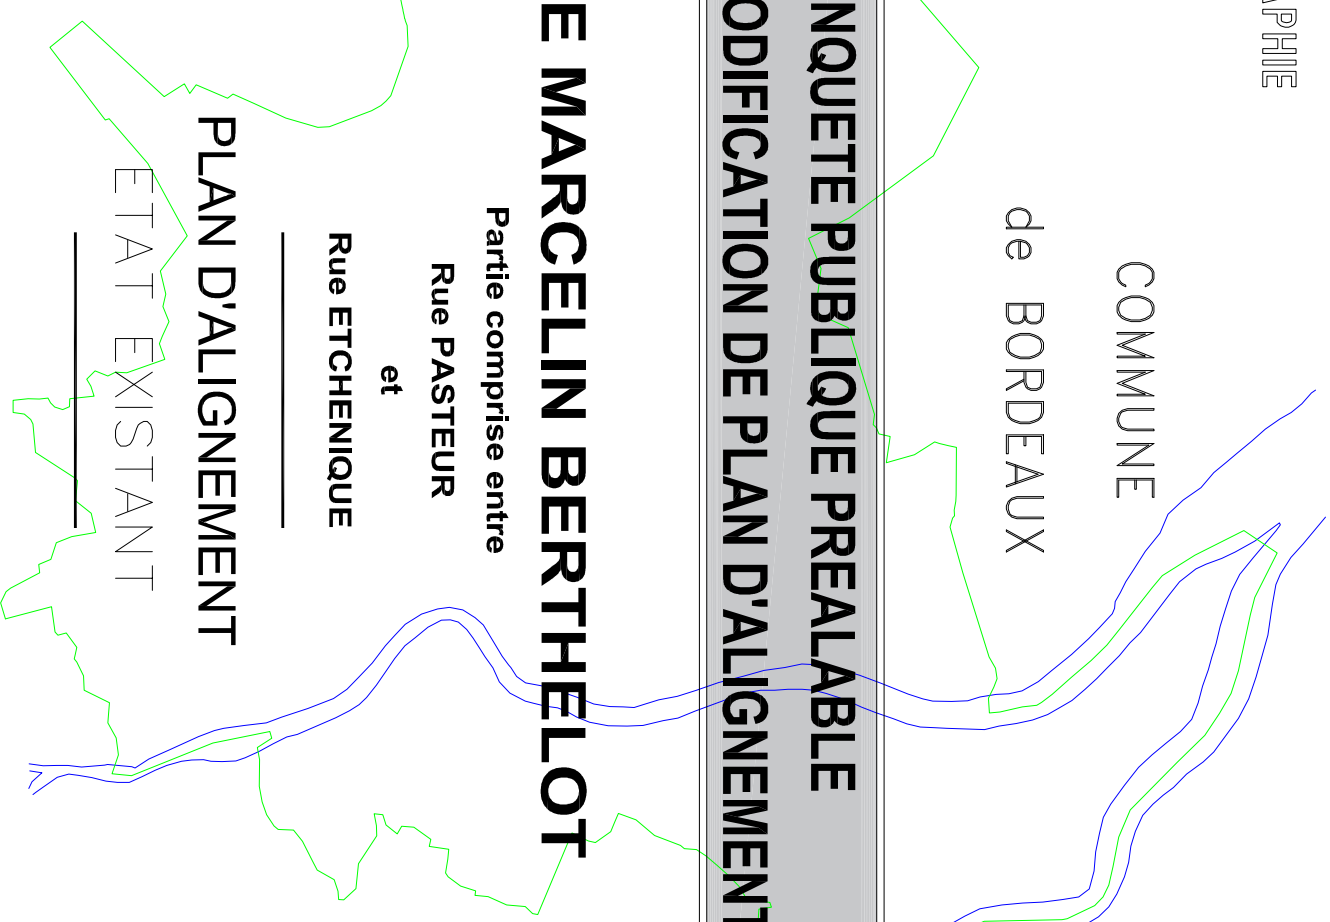 APHIE
COMMUNE
de BORDEAUX
NQUETE PUBLIQUE PREALABLE
ODIFICATION DE PLAN D'ALIGNEMENT
E MARCELIN BERTHELOT
Partie comprise entre
Rue PASTEUR
et
Rue ETCHENIQUE
PLAN D'ALIGNEMENT
ETAT EXISTANT